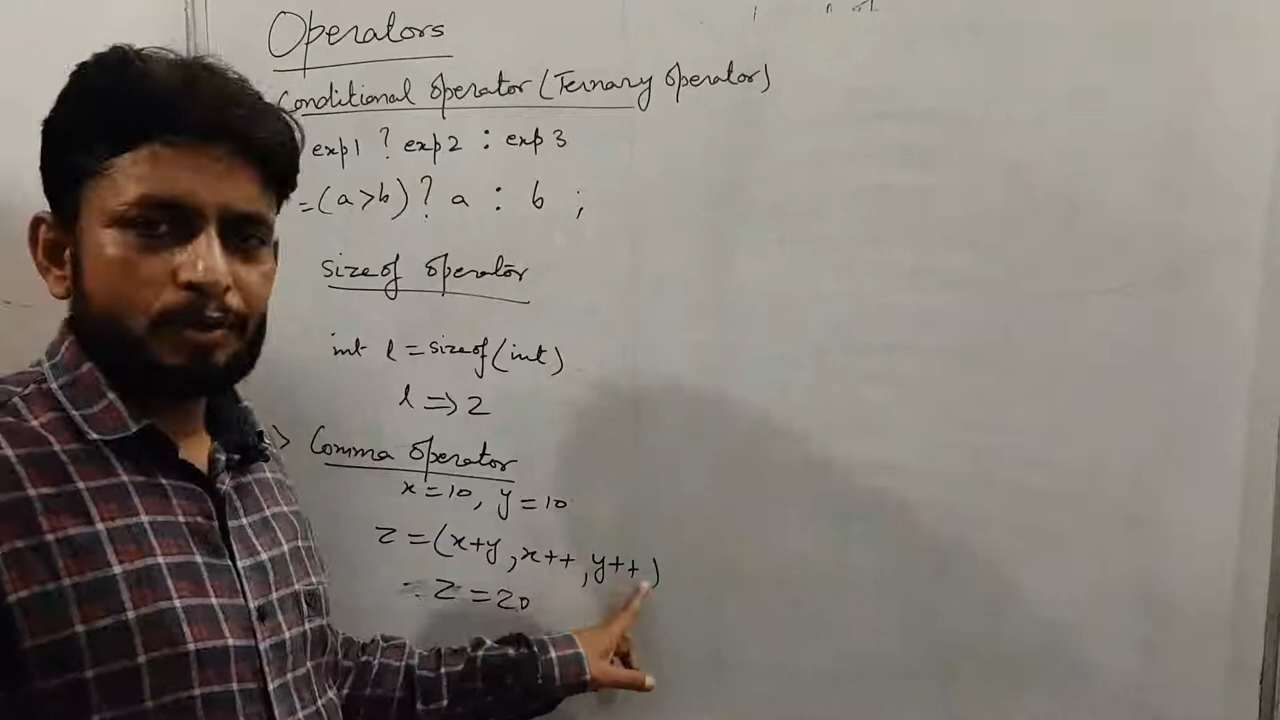 Operators
Conditional operator (Ternary operator)
exp1 ? exp2 : exp3
=(a>b) ? a : b ;
sizeof operator
int l = sizeof(int)
l => 2
> Comma operator
x=10, y=10
z=(x+y, x++, y++)
= z = 20